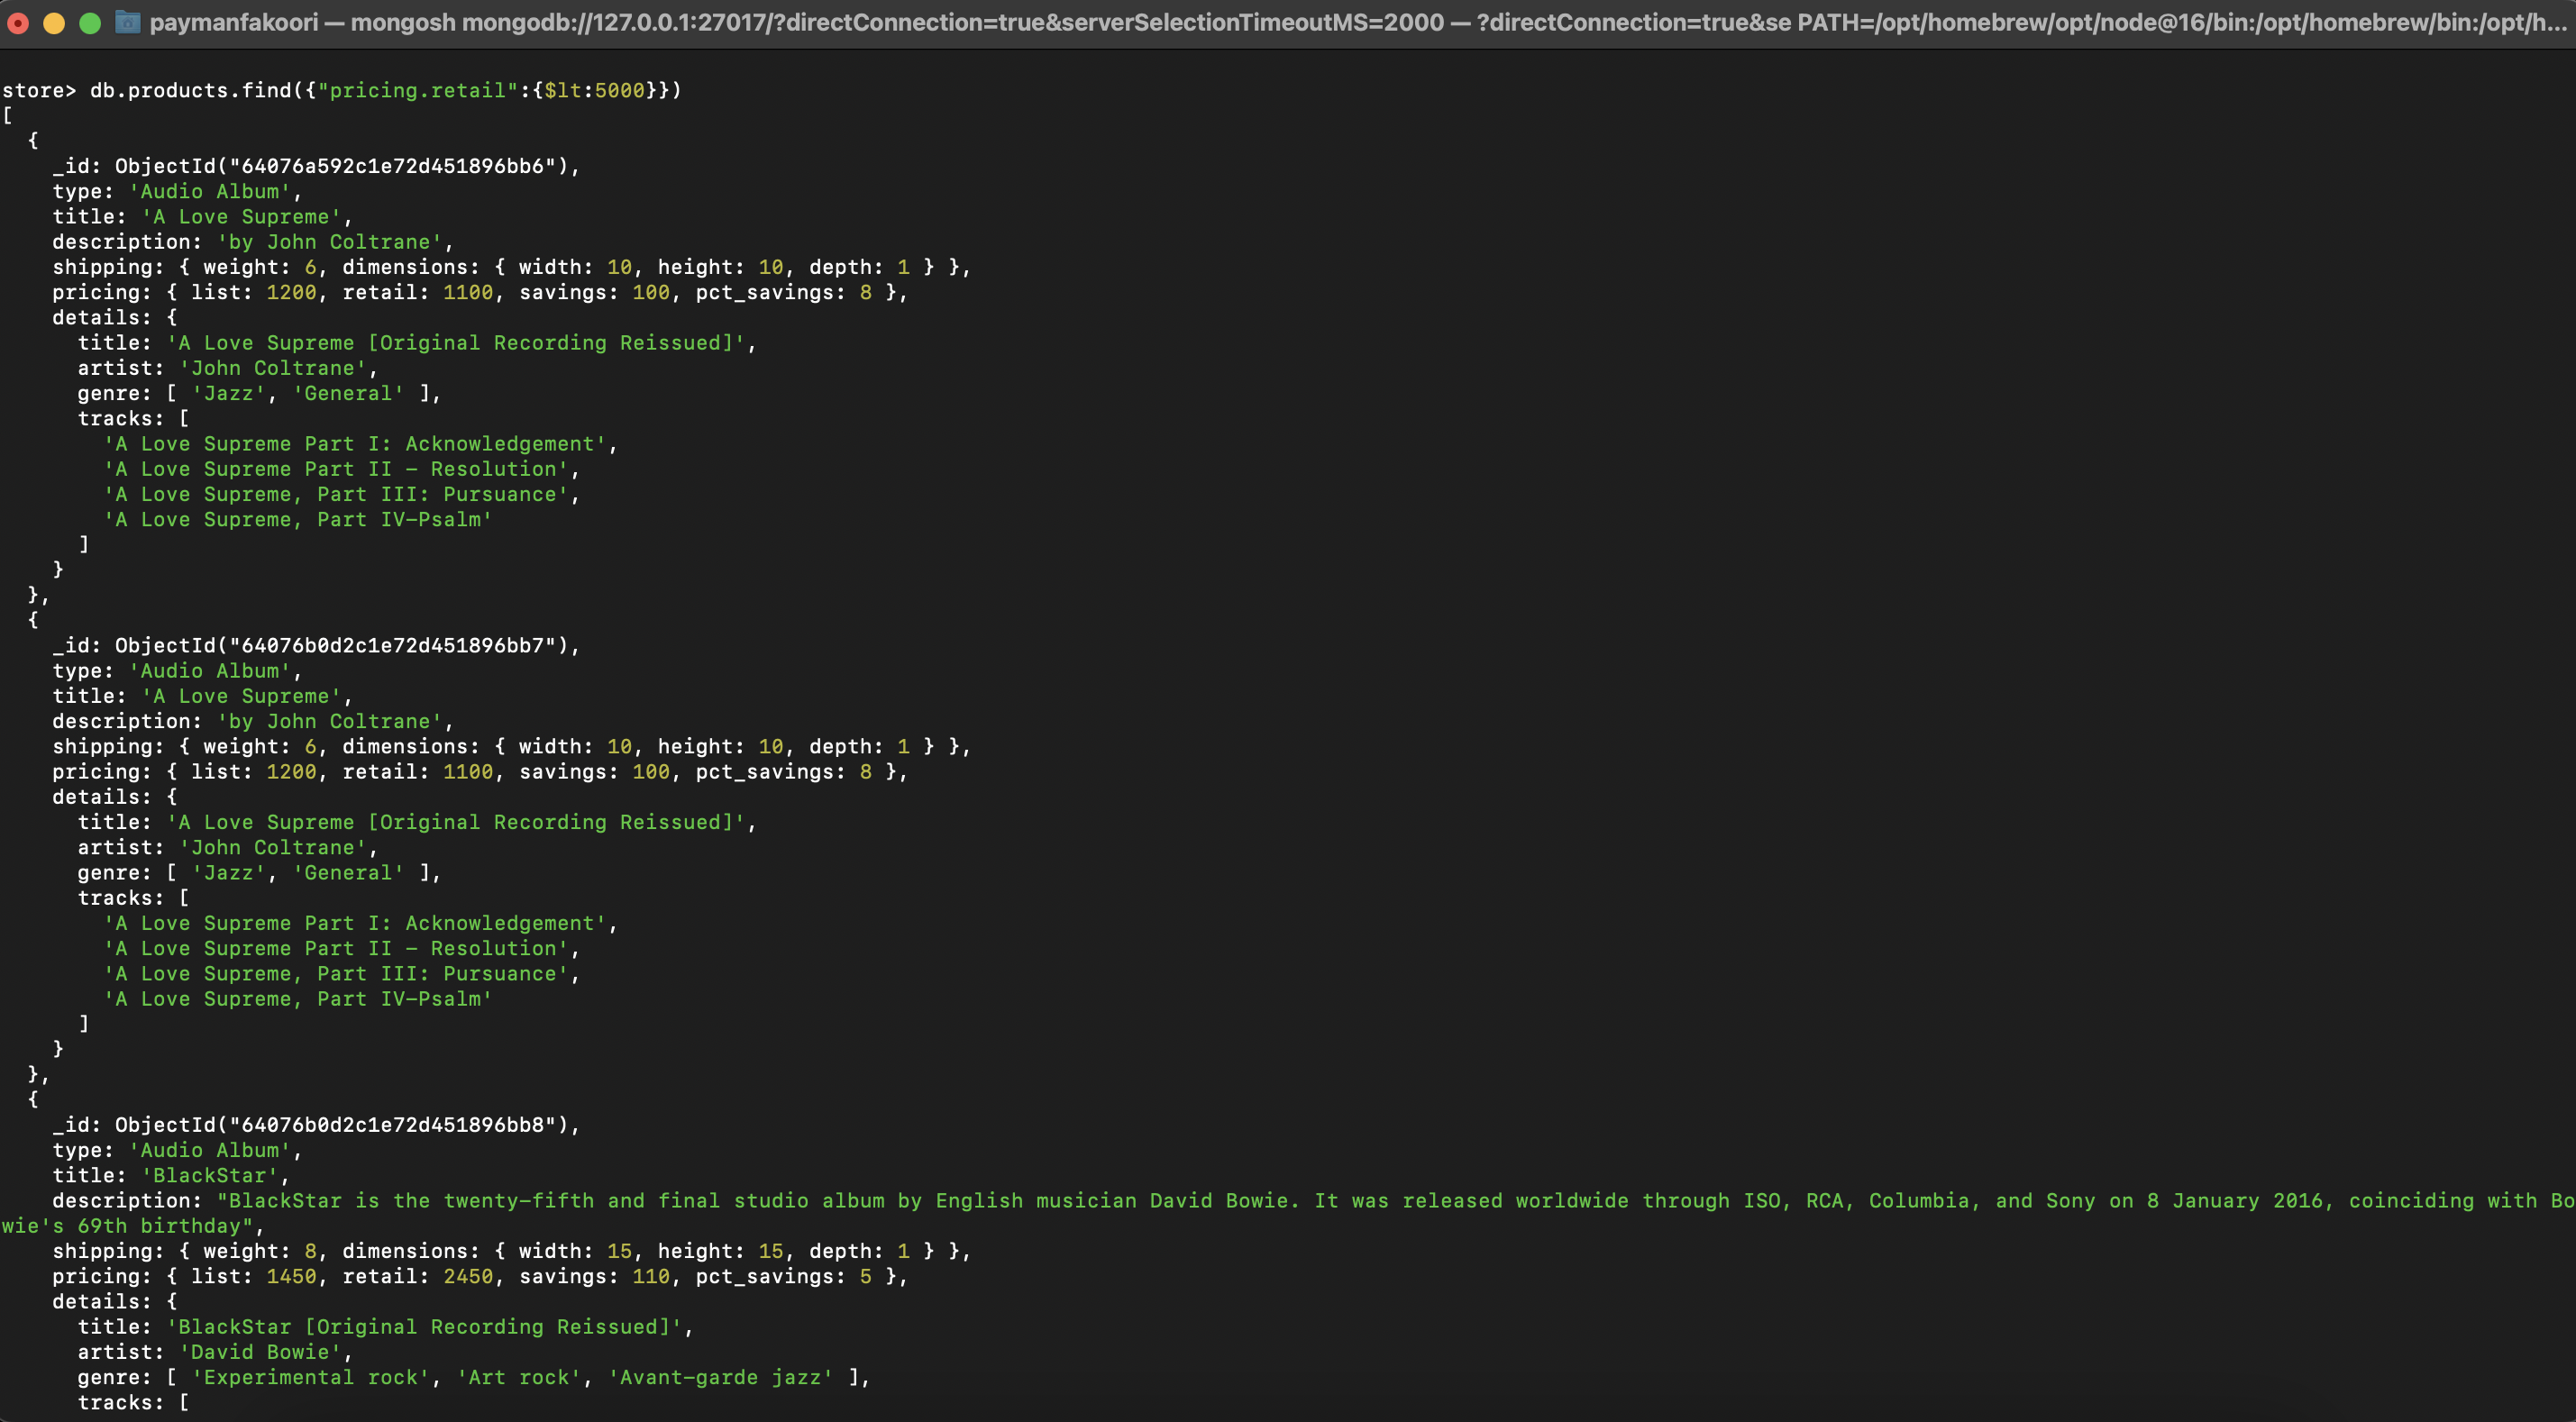 paymanfakoori — mongosh mongodb://127.0.0.1:27017/?directConnection=true&serverSelectionTimeoutMS=2000 — ?directConnection=true&se PATH=/opt/homebrew/opt/node@16/bin:/opt/homebrew/bin:/opt/h...
store> db.products.find({"pricing.retail":{$lt:5000}})
[
  {
    _id: ObjectId("64076a592c1e72d451896bb6"),
    type: 'Audio Album',
    title: 'A Love Supreme',
    description: 'by John Coltrane',
    shipping: { weight: 6, dimensions: { width: 10, height: 10, depth: 1 } },
    pricing: { list: 1200, retail: 1100, savings: 100, pct_savings: 8 },
    details: {
      title: 'A Love Supreme [Original Recording Reissued]',
      artist: 'John Coltrane',
      genre: [ 'Jazz', 'General' ],
      tracks: [
        'A Love Supreme Part I: Acknowledgement',
        'A Love Supreme Part II - Resolution',
        'A Love Supreme, Part III: Pursuance',
        'A Love Supreme, Part IV-Psalm'
      ]
    }
  },
  {
    _id: ObjectId("64076b0d2c1e72d451896bb7"),
    type: 'Audio Album',
    title: 'A Love Supreme',
    description: 'by John Coltrane',
    shipping: { weight: 6, dimensions: { width: 10, height: 10, depth: 1 } },
    pricing: { list: 1200, retail: 1100, savings: 100, pct_savings: 8 },
    details: {
      title: 'A Love Supreme [Original Recording Reissued]',
      artist: 'John Coltrane',
      genre: [ 'Jazz', 'General' ],
      tracks: [
        'A Love Supreme Part I: Acknowledgement',
        'A Love Supreme Part II - Resolution',
        'A Love Supreme, Part III: Pursuance',
        'A Love Supreme, Part IV-Psalm'
      ]
    }
  },
  {
    _id: ObjectId("64076b0d2c1e72d451896bb8"),
    type: 'Audio Album',
    title: 'BlackStar',
    description: "BlackStar is the twenty-fifth and final studio album by English musician David Bowie. It was released worldwide through ISO, RCA, Columbia, and Sony on 8 January 2016, coinciding with Bo
wie's 69th birthday",
    shipping: { weight: 8, dimensions: { width: 15, height: 15, depth: 1 } },
    pricing: { list: 1450, retail: 2450, savings: 110, pct_savings: 5 },
    details: {
      title: 'BlackStar [Original Recording Reissued]',
      artist: 'David Bowie',
      genre: [ 'Experimental rock', 'Art rock', 'Avant-garde jazz' ],
      tracks: [